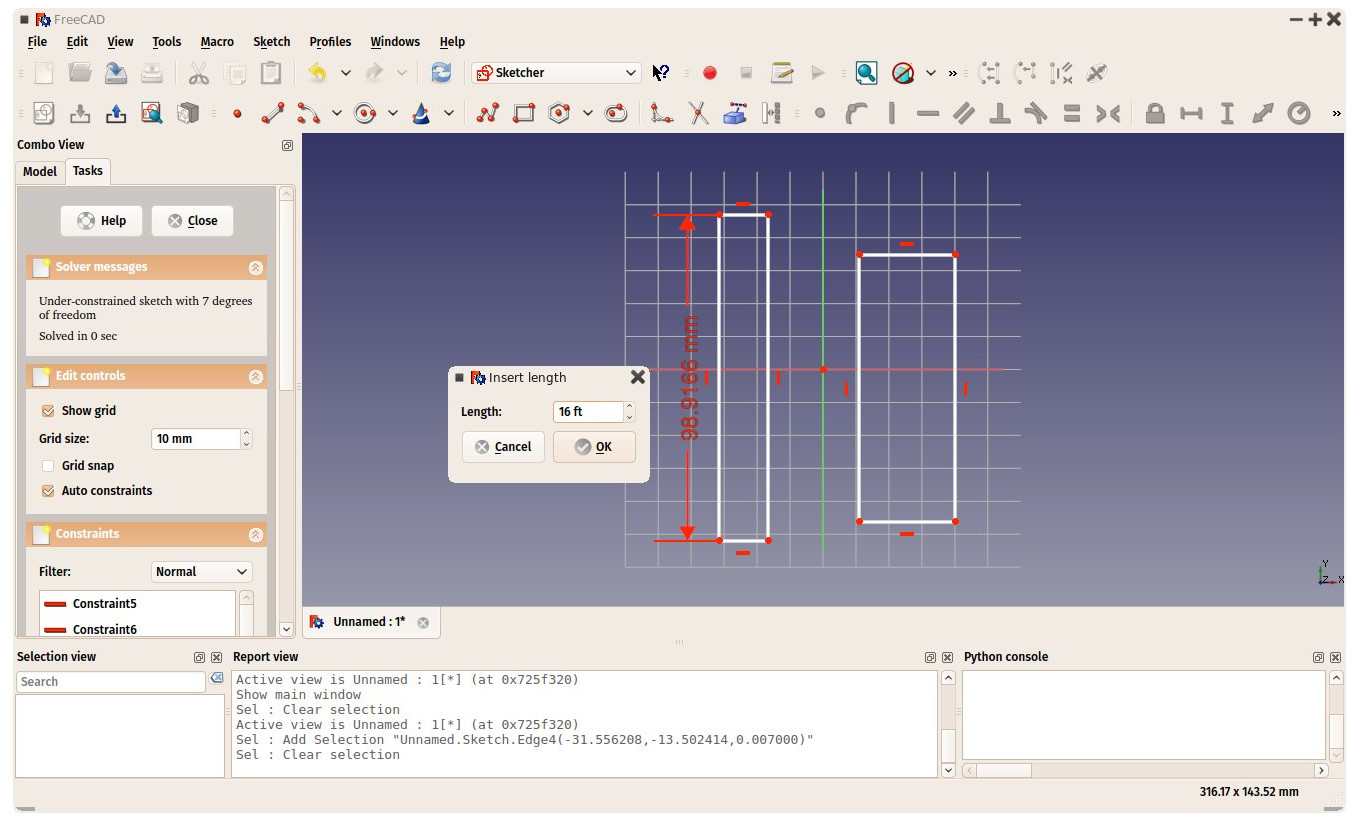 FreeCAD
File Edit View Tools Macro Sketch Profiles Windows Help
Sketcher
Combo View
Model Tasks
Help Close
Solver messages
Under-constrained sketch with 7 degrees
of freedom
Solved in 0 sec
Edit controls
Show grid
Grid size: 10 mm
Grid snap
Auto constraints
Constraints
Filter: Normal
Constraint5
Constraint6
98.9166 mm
Insert length
Length: 16 ft
Cancel OK
Y
Z X
Unnamed : 1*
Selection view
Search
Report view
Active view is Unnamed : 1[*] (at 0x725f320)
Show main window
Sel : Clear selection
Active view is Unnamed : 1[*] (at 0x725f320)
Sel : Add Selection "Unnamed.Sketch.Edge4(-31.556208,-13.502414,0.007000)"
Sel : Clear selection
Python console
316.17 x 143.52 mm